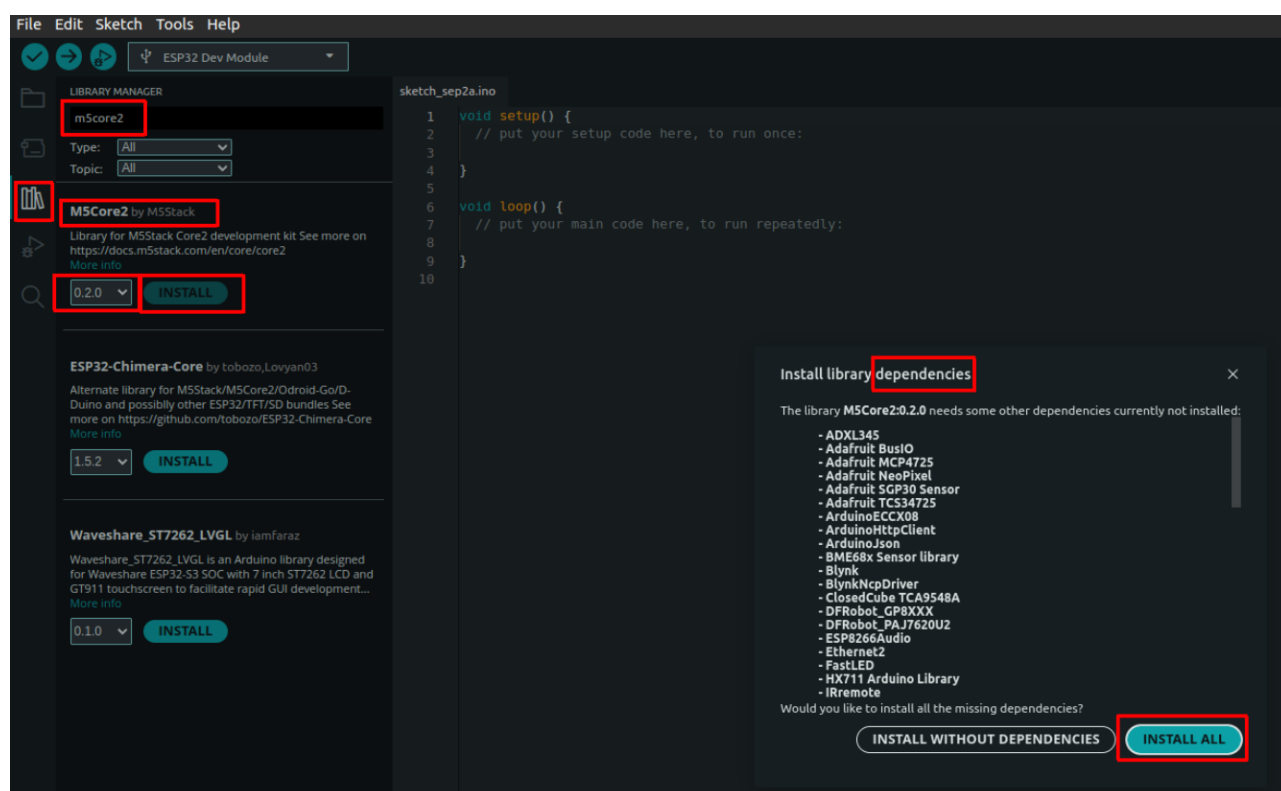 File Edit Sketch Tools Help
ESP32 Dev Module
LIBRARY MANAGER
m5core2
Type: All
Topic: All
M5Core2 by M5Stack
Library for M5Stack Core2 development kit See more on
https://docs.m5stack.com/en/core/core2
More info
0.2.0 INSTALL
ESP32-Chimera-Core by tobozo,Lovyan03
Alternate library for M5Stack/M5Core2/Odroid-Go/D-
Duino and possiblly other ESP32/TFT/SD bundles See
more on https://github.com/tobozo/ESP32-Chimera-Core
More info
1.5.2 INSTALL
Waveshare_ST7262_LVGL by iamfaraz
Waveshare_ST7262_LVGL is an Arduino library designed
for Waveshare ESP32-S3 SOC with 7 inch ST7262 LCD and
GT911 touchscreen to facilitate rapid GUI development...
More info
0.1.0 INSTALL
sketch_sep2a.ino
1 void setup() {
2 // put your setup code here, to run once:
3
4 }
5
6 void loop() {
7 // put your main code here, to run repeatedly:
8
9 }
10
Install library dependencies
The library M5Core2:0.2.0 needs some other dependencies currently not installed:
- ADXL345
- Adafruit BusIO
- Adafruit MCP4725
- Adafruit NeoPixel
- Adafruit SGP30 Sensor
- Adafruit TCS34725
- ArduinoECCX08
- ArduinoHttpClient
- ArduinoJson
- BME68x Sensor library
- Blynk
- BlynkNcpDriver
- ClosedCube TCA9548A
- DFRobot_GP8XXX
- DFRobot_PAJ7620U2
- ESP8266Audio
- Ethernet2
- FastLED
- HX711 Arduino Library
- IRremote
Would you like to install all the missing dependencies?
INSTALL WITHOUT DEPENDENCIES INSTALL ALL